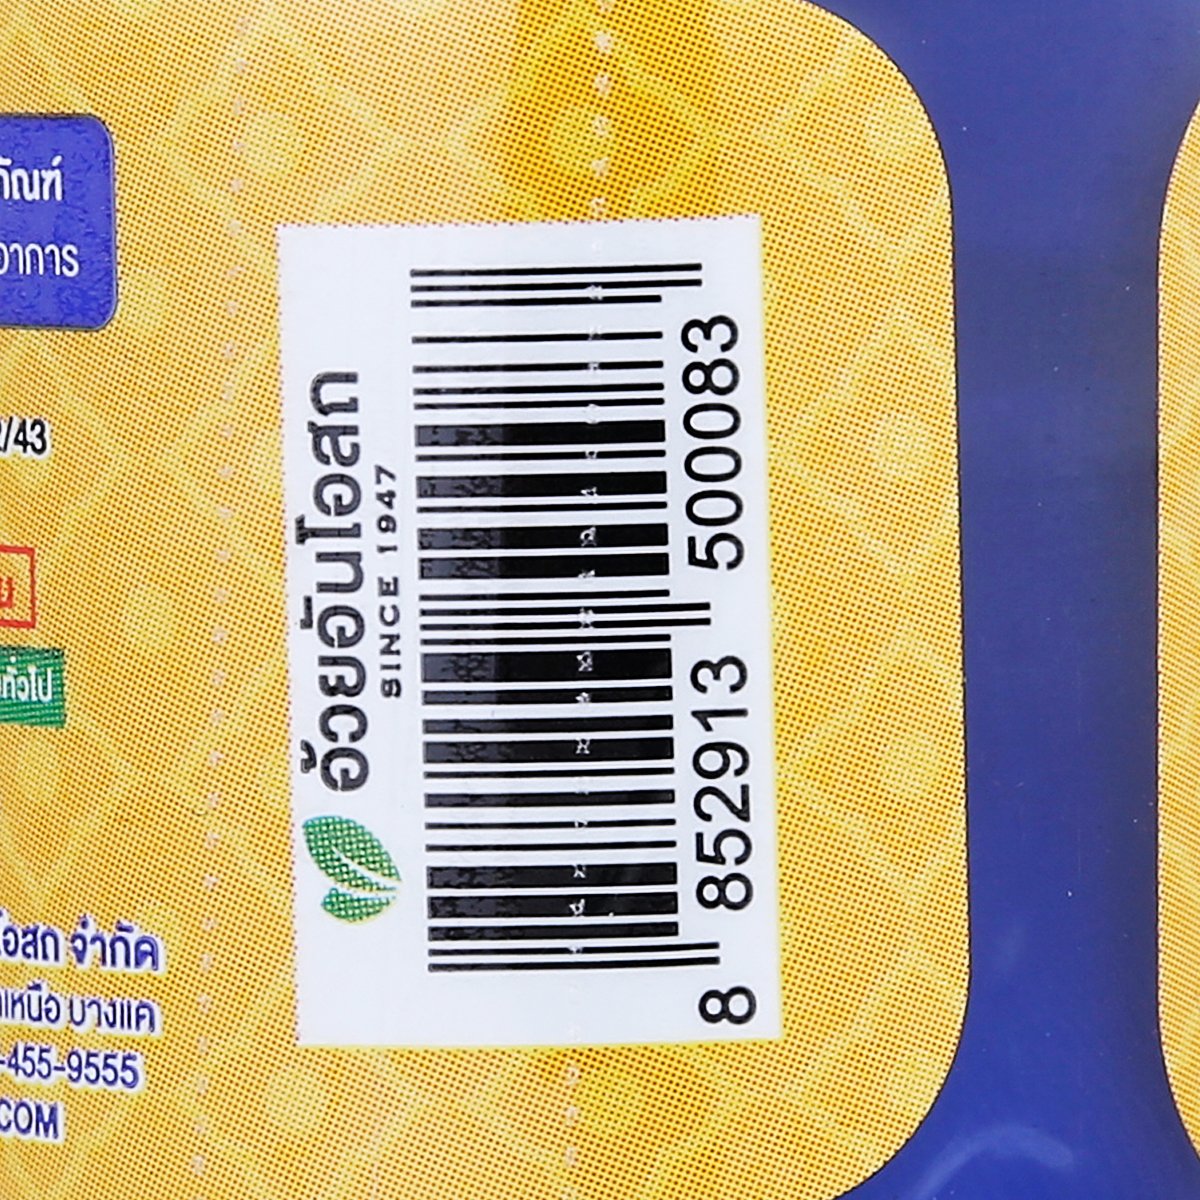 อาการ
/43
ทั่วไป
โอสถ จำกัด
เหนือ บางแค
-455-9555
.COM
อ้วยอันโอสถ
SINCE 1947
8 852913 500083